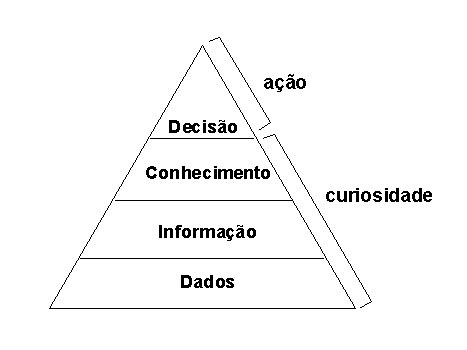 ação
Decisão
Conhecimento
curiosidade
Informação
Dados